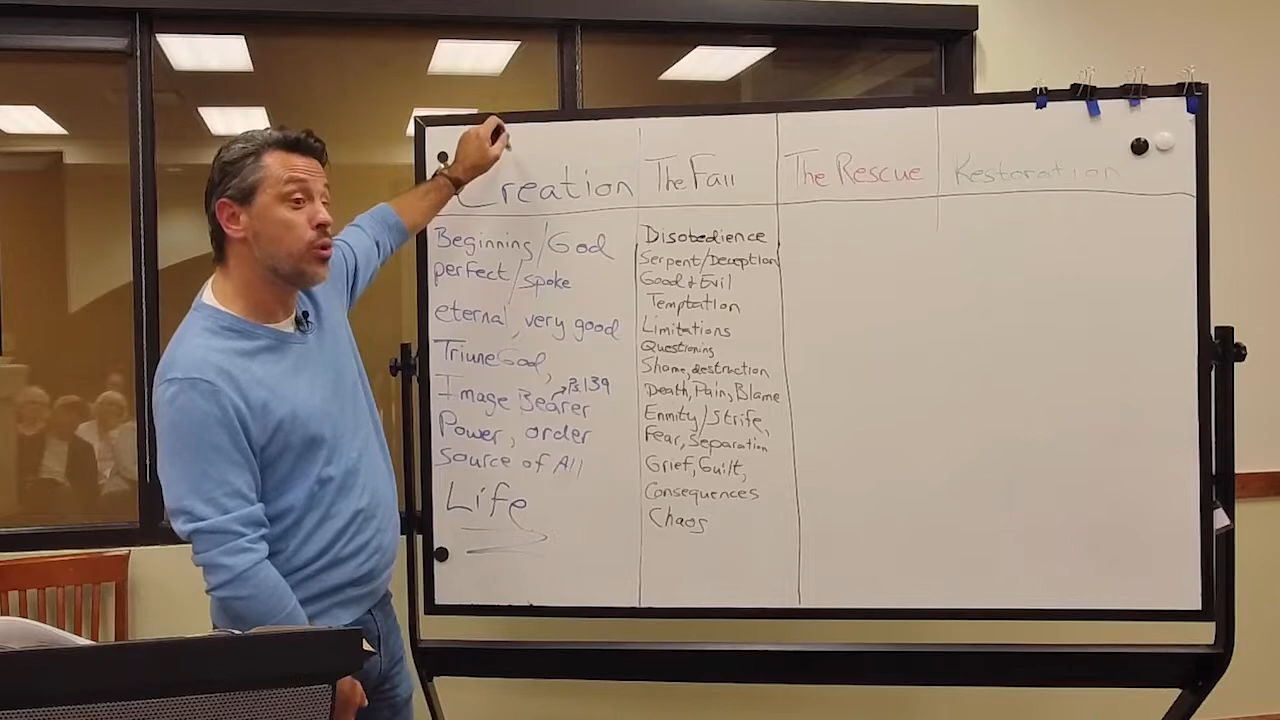 Creation
The Fall
The Rescue
Restoration
Beginning/God
perfect/spoke
eternal, very good
Triune God,
Image Bearer → Ps.139
Power, order
Source of All
Life
Disobedience
Serpent/Deception
Good & Evil
Temptation
Limitations
Questioning
Shame, destruction
Death, Pain, Blame
Enmity/Strife,
Fear, Separation
Grief, Guilt,
Consequences
Chaos